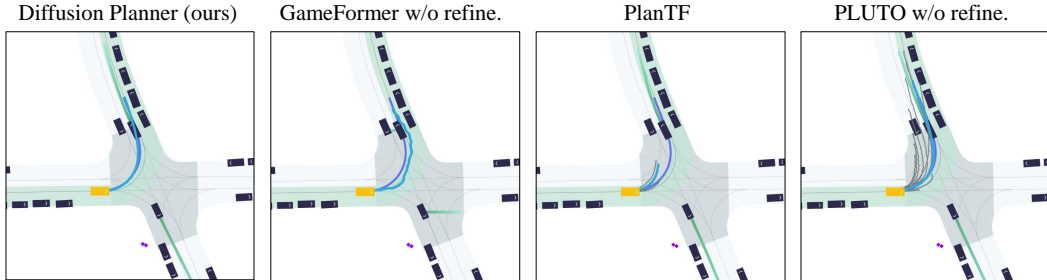 Diffusion Planner (ours)
GameFormer w/o refine.
PlanTF
PLUTO w/o refine.